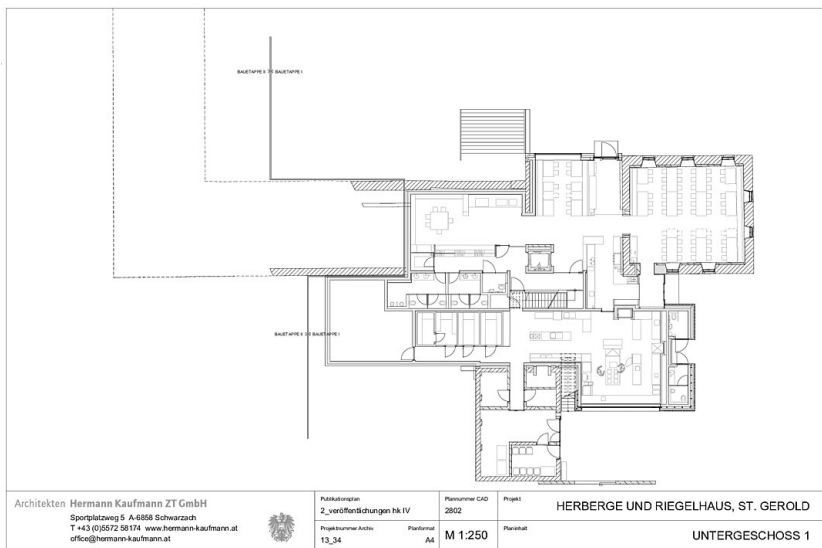 BAUETAPPE II BAUETAPPE I
BAUETAPPE II BAUETAPPE I
Architekten Hermann Kaufmann ZT GmbH
Sportplatzweg 5 A-6858 Schwarzach
T +43 (0)5572 58174 www.hermann-kaufmann.at
office@hermann-kaufmann.at
Publikationsplan
2_veröffentlichungen hk IV
Projektnummer Archiv Planformat
13_34 A4
Plannummer CAD
2802
M 1:250
Projekt
HERBERGE UND RIEGELHAUS, ST. GEROLD
Planinhalt
UNTERGESCHOSS 1